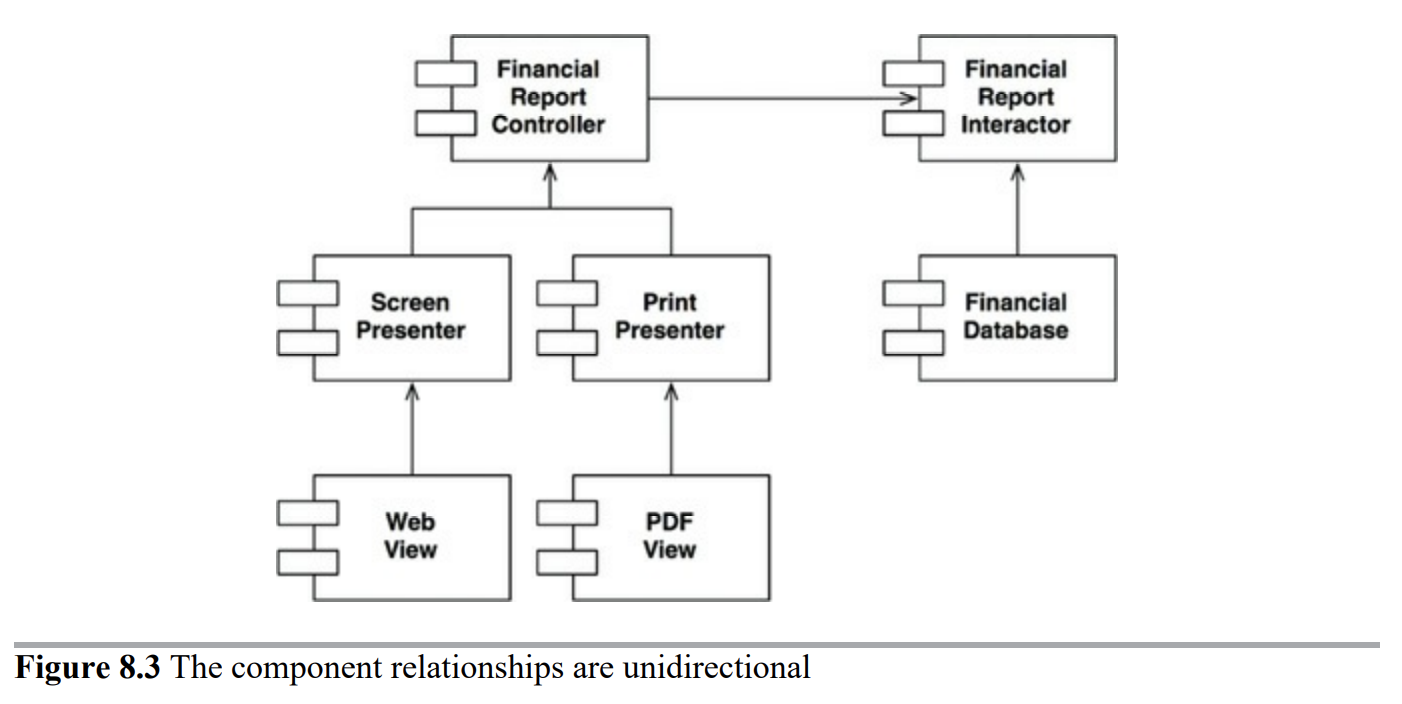 Financial
Report
Controller
Financial
Report
Interactor
Screen
Presenter
Print
Presenter
Financial
Database
Web
View
PDF
View
Figure 8.3 The component relationships are unidirectional